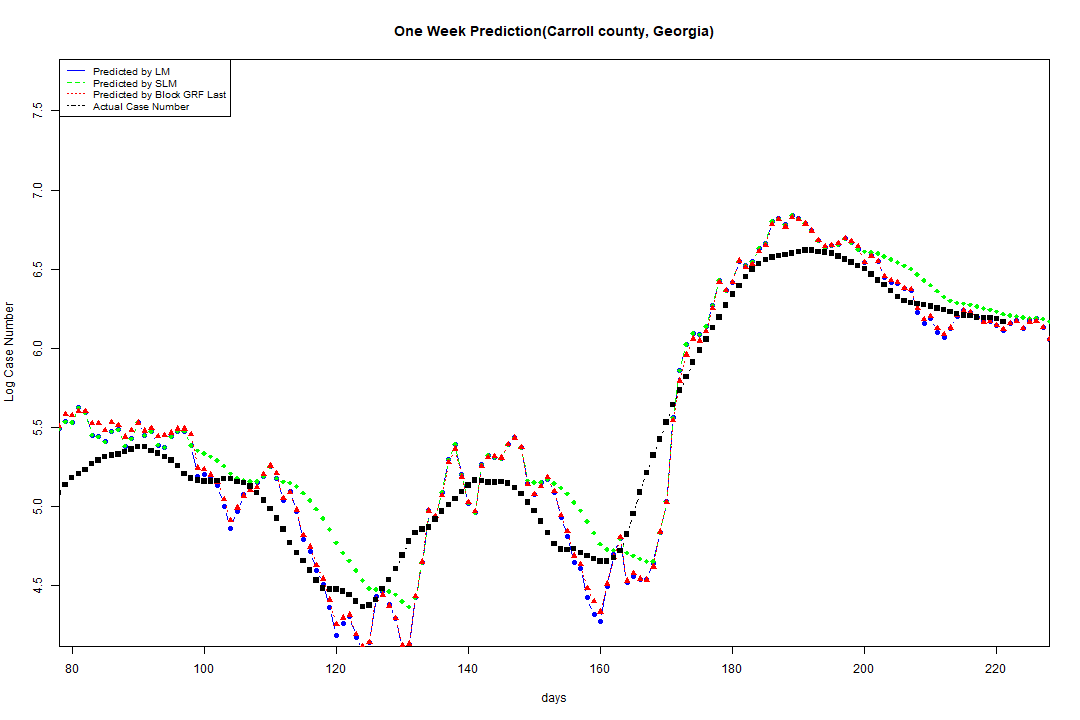 One Week Prediction(Carroll county, Georgia)
Predicted by LM
Predicted by SLM
Predicted by Block GRF Last
Actual Case Number
7.5
7.0
6.5
6.0
5.5
5.0
4.5
Log Case Number
80 100 120 140 160 180 200 220
days